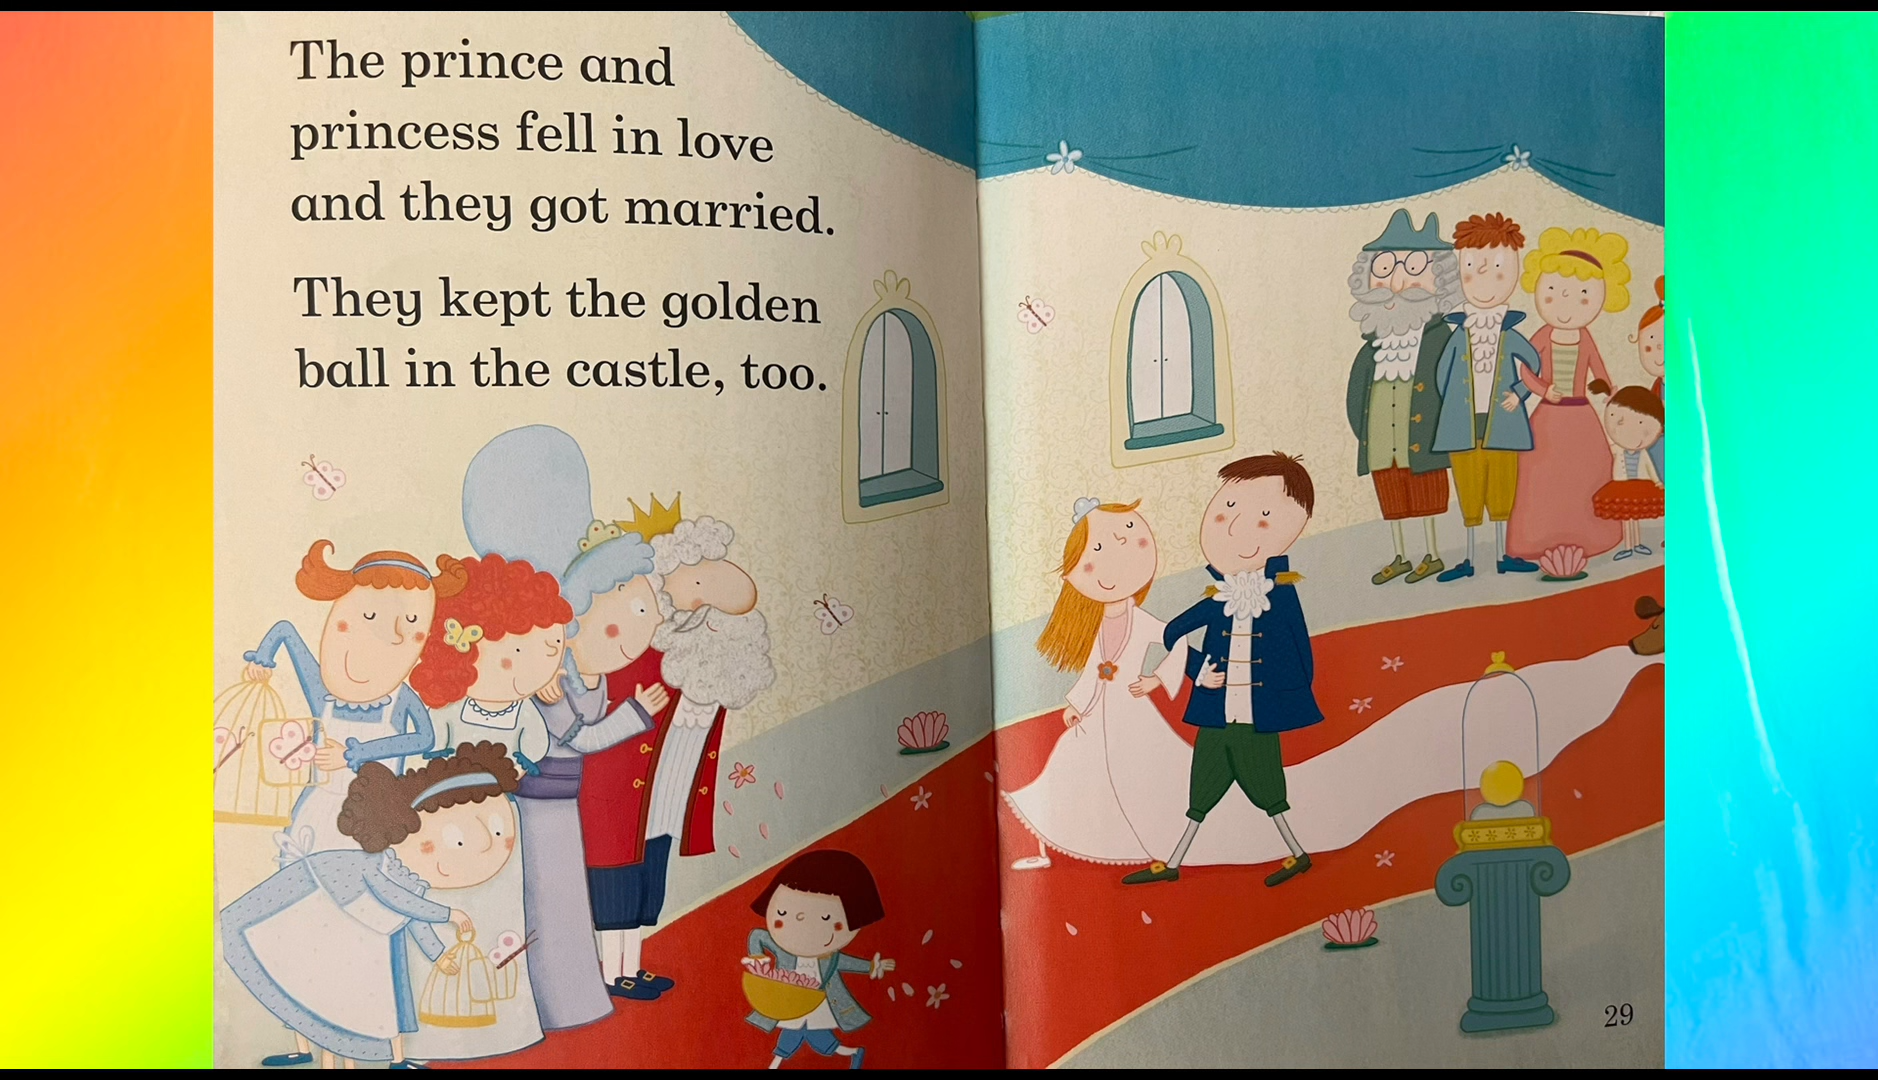 The prince and
princess fell in love
and they got married.
They kept the golden
ball in the castle, too.
29